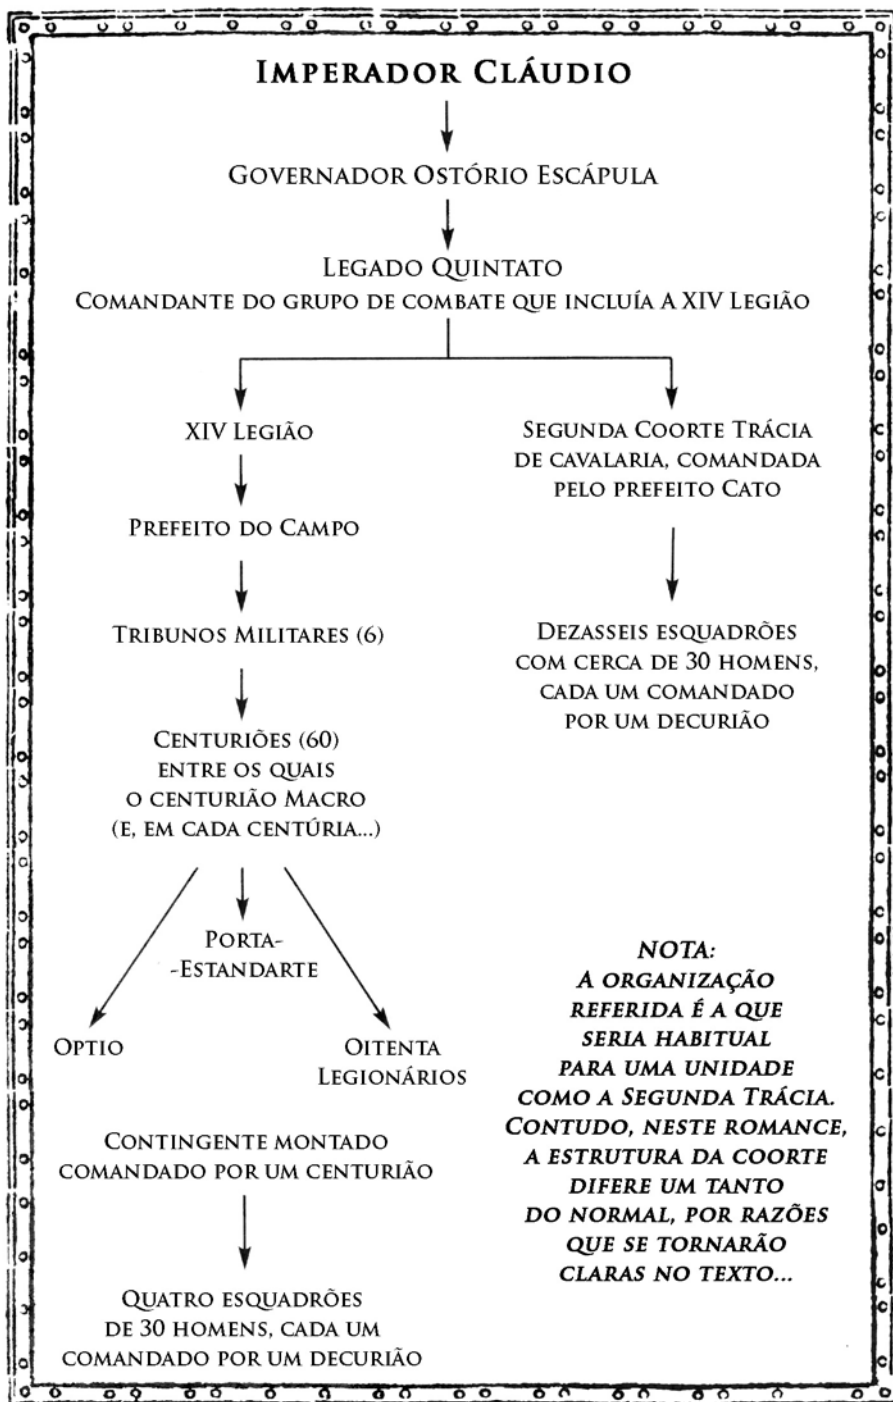 IMPERADOR CLÁUDIO
GOVERNADOR OSTÓRIO ESCÁPULA
LEGADO QUINTATO
COMANDANTE DO GRUPO DE COMBATE QUE INCLUÍA A XIV LEGIÃO
XIV LEGIÃO
PREFEITO DO CAMPO
TRIBUNOS MILITARES (6)
CENTURIÕES (60)
ENTRE OS QUAIS
O CENTURIÃO MACRO
(E, EM CADA CENTÚRIA...)
PORTA-
-ESTANDARTE
OPTIO
OITENTA
LEGIONÁRIOS
CONTINGENTE MONTADO
COMANDADO POR UM CENTURIÃO
QUATRO ESQUADRÕES
DE 30 HOMENS, CADA UM
COMANDADO POR UM DECURIÃO
SEGUNDA COORTE TRÁCIA
DE CAVALARIA, COMANDADA
PELO PREFEITO CATO
DEZASSEIS ESQUADRÕES
COM CERCA DE 30 HOMENS,
CADA UM COMANDADO
POR UM DECURIÃO
NOTA:
A ORGANIZAÇÃO
REFERIDA É A QUE
SERIA HABITUAL
PARA UMA UNIDADE
COMO A SEGUNDA TRÁCIA.
CONTUDO, NESTE ROMANCE,
A ESTRUTURA DA COORTE
DIFERE UM TANTO
DO NORMAL, POR RAZÕES
QUE SE TORNARÃO
CLARAS NO TEXTO...